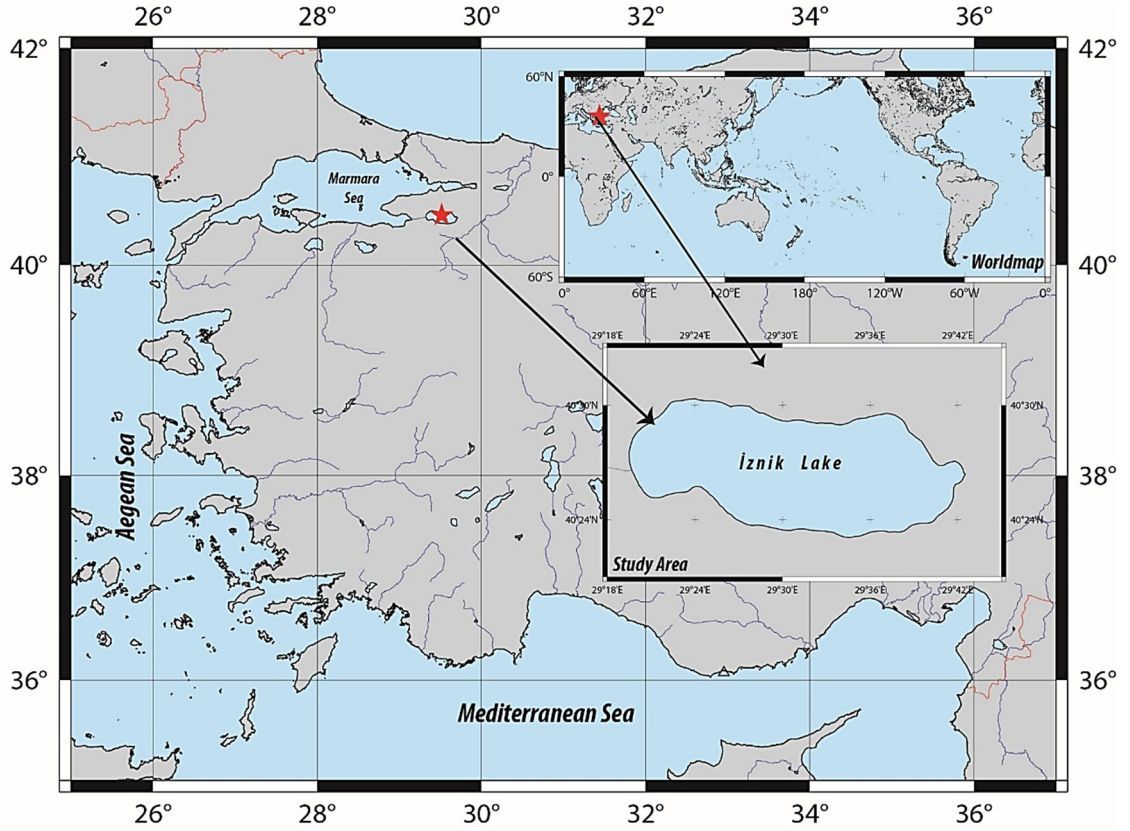 26° 28° 30° 32° 34° 36°
42° 42°
60°N
Marmara
Sea
0°
Worldmap
40° 60°S 40°
0° 60°E 120°E 180° 120°W 60°W 0°
29°18'E 29°24'E 29°30'E 29°36'E 29°42'E
40°30'N 40°30'N
İznik Lake
Aegean Sea
38° 38°
40°24'N 40°24'N
Study Area
29°18'E 29°24'E 29°30'E 29°36'E 29°42'E
36° 36°
Mediterranean Sea
26° 28° 30° 32° 34° 36°